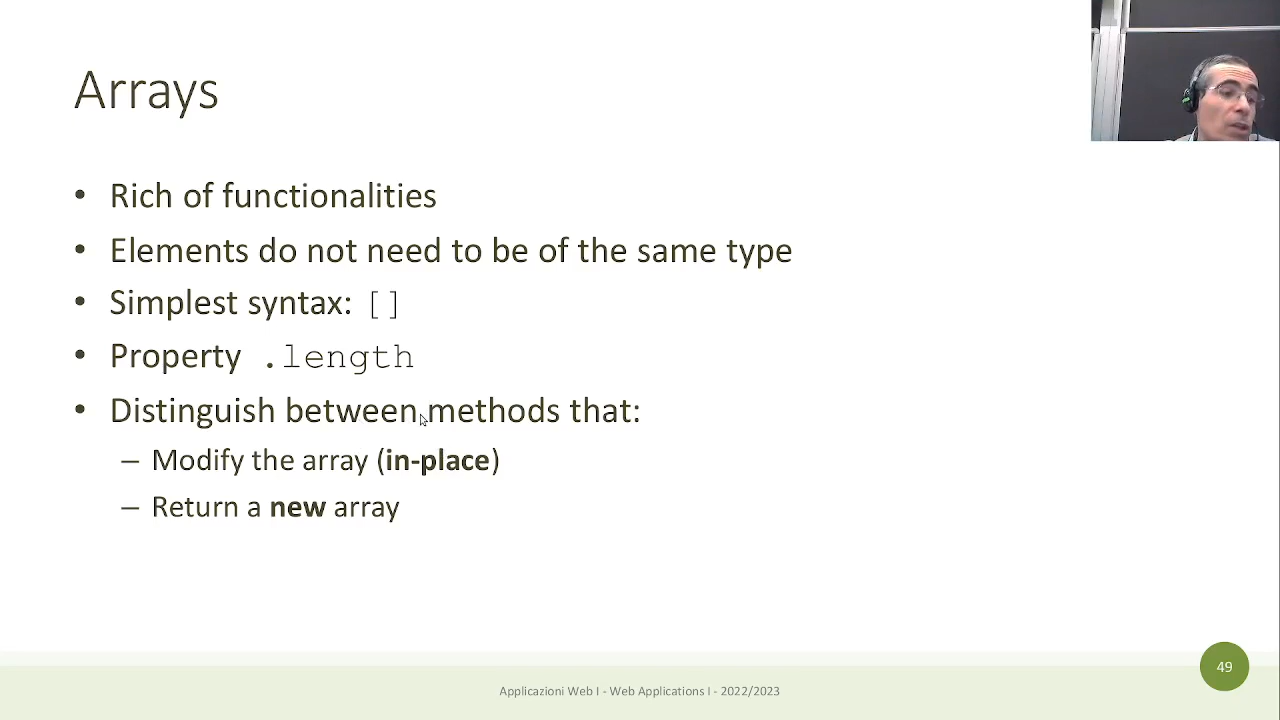 Arrays
• Rich of functionalities
• Elements do not need to be of the same type
• Simplest syntax: []
• Property .length
• Distinguish between methods that:
– Modify the array (in-place)
– Return a new array
49
Applicazioni Web I - Web Applications I - 2022/2023